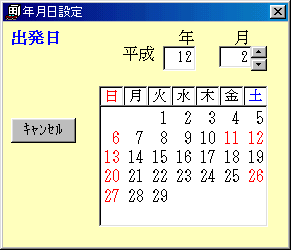 年月日設定
出発日
年 月
平成 12 2
日 月 火 水 木 金 土
1 2 3 4 5
6 7 8 9 10 11 12
13 14 15 16 17 18 19
20 21 22 23 24 25 26
27 28 29
ｷｬﾝｾﾙ